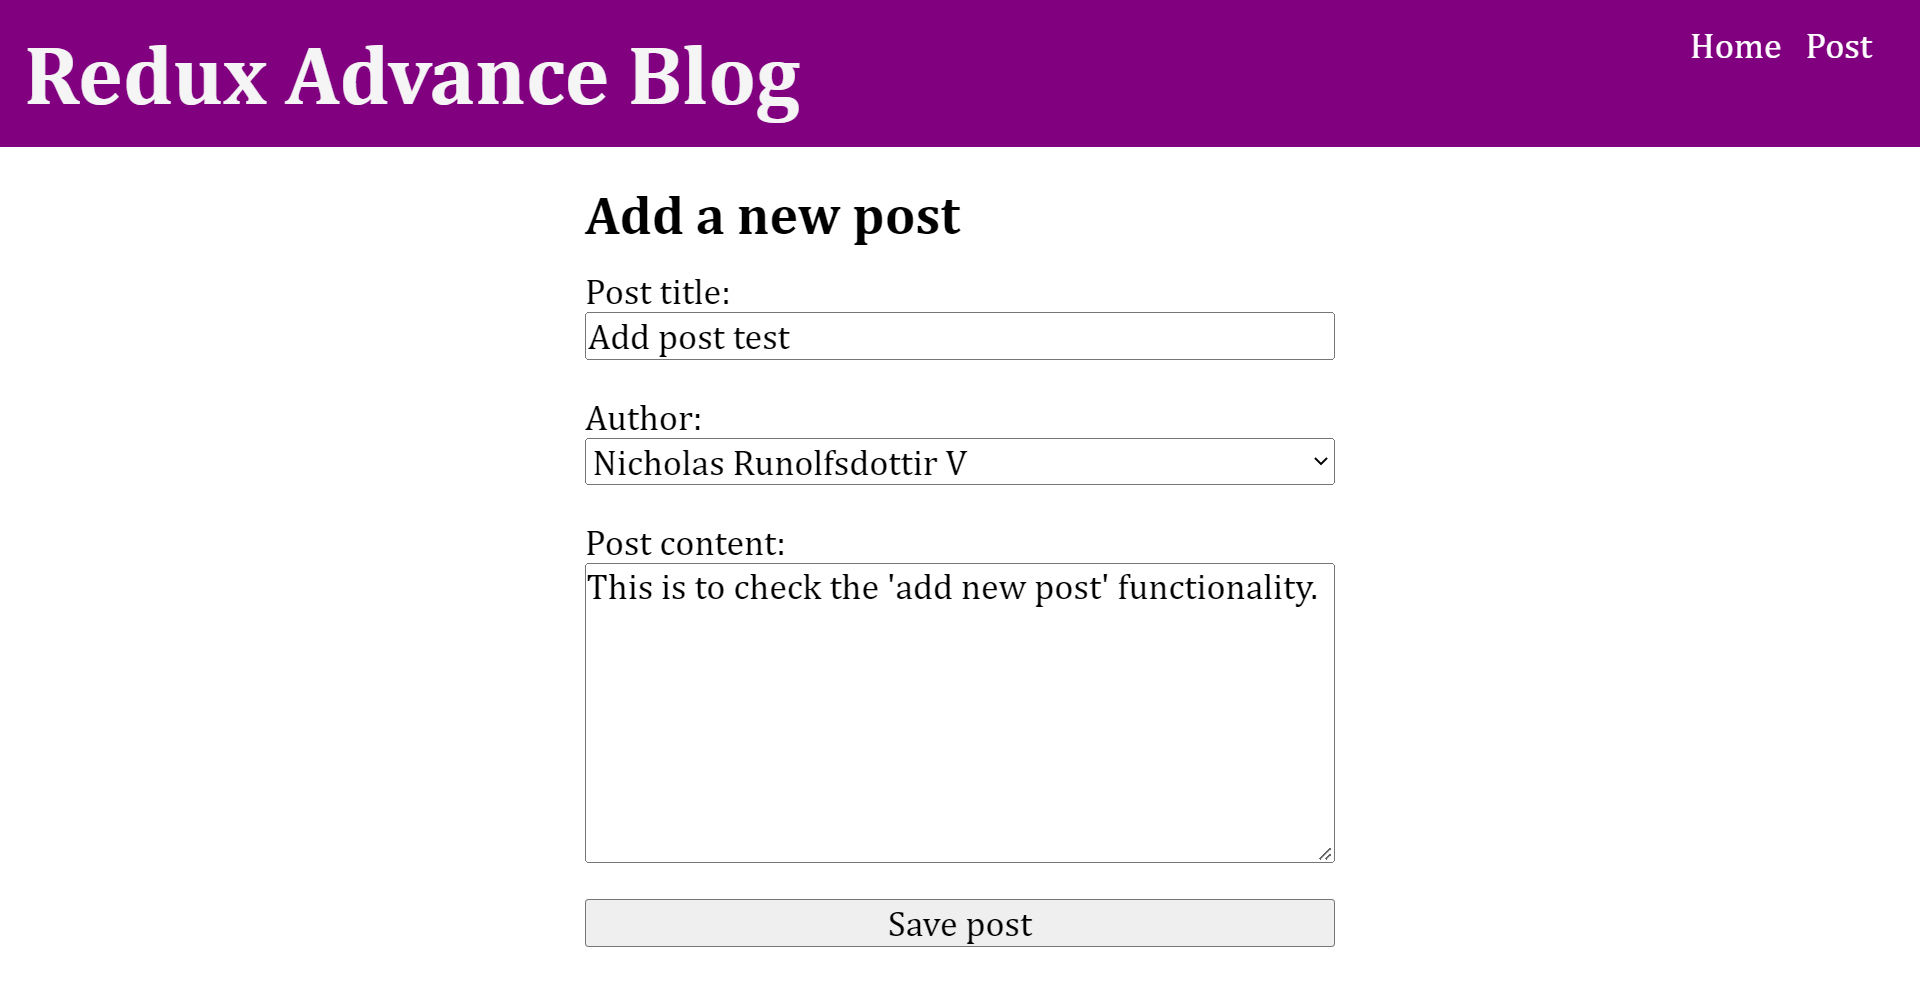 Redux Advance Blog
Home Post
Add a new post
Post title:
Add post test
Author:
Nicholas Runolfsdottir V
Post content:
This is to check the 'add new post' functionality.
Save post